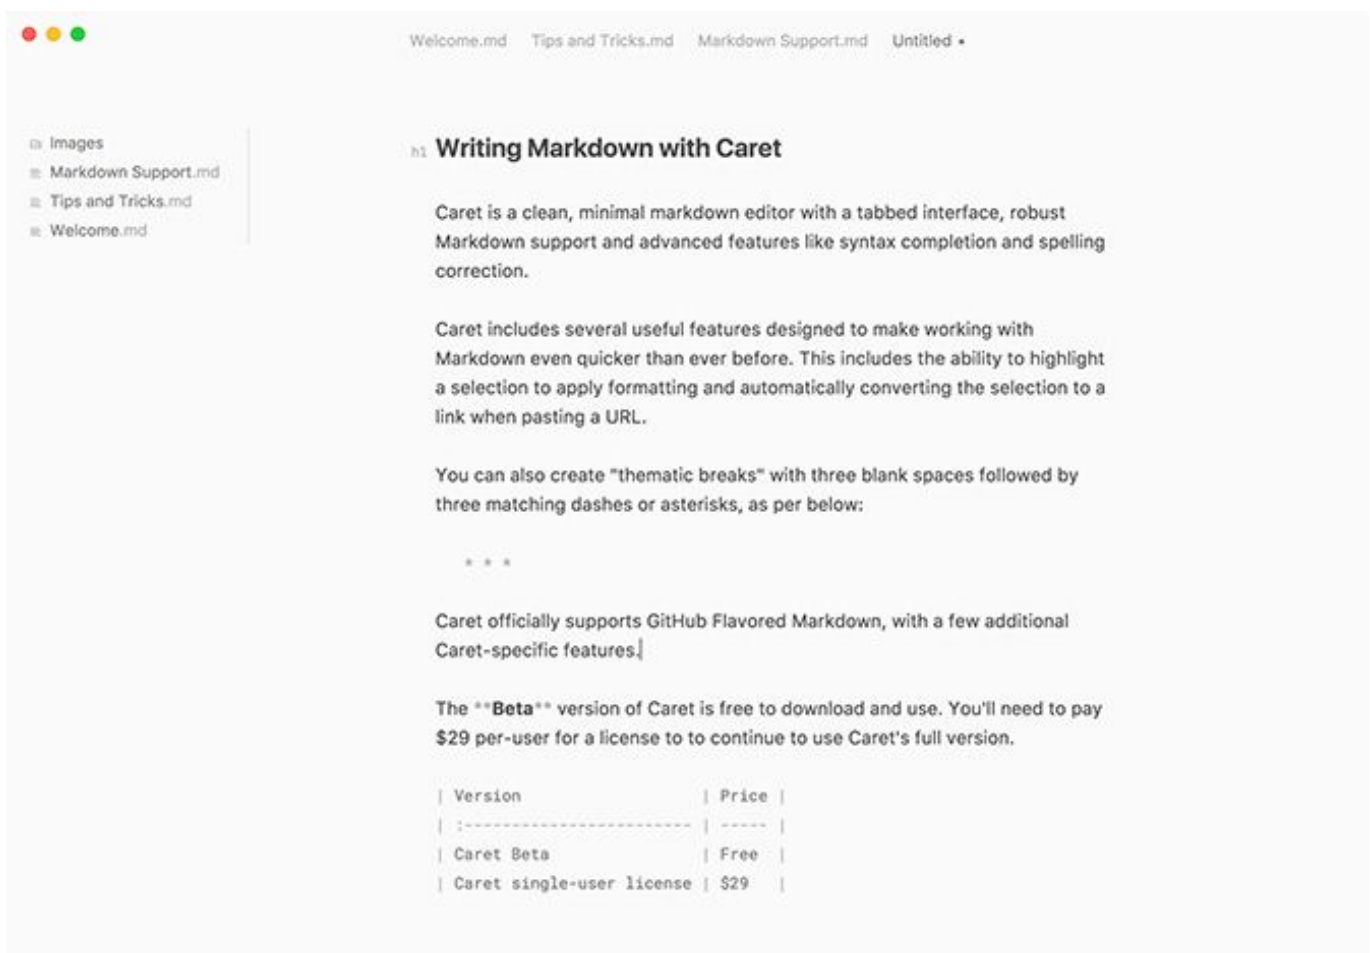 Welcome.md Tips and Tricks.md Markdown Support.md Untitled •
Images
Markdown Support.md
Tips and Tricks.md
Welcome.md
h1 Writing Markdown with Caret
Caret is a clean, minimal markdown editor with a tabbed interface, robust
Markdown support and advanced features like syntax completion and spelling
correction.
Caret includes several useful features designed to make working with
Markdown even quicker than ever before. This includes the ability to highlight
a selection to apply formatting and automatically converting the selection to a
link when pasting a URL.
You can also create "thematic breaks" with three blank spaces followed by
three matching dashes or asterisks, as per below:
* * *
Caret officially supports GitHub Flavored Markdown, with a few additional
Caret-specific features.
The **Beta** version of Caret is free to download and use. You'll need to pay
$29 per-user for a license to to continue to use Caret's full version.
| Version | Price |
| :------------------------ | ----- |
| Caret Beta | Free |
| Caret single-user license | $29 |